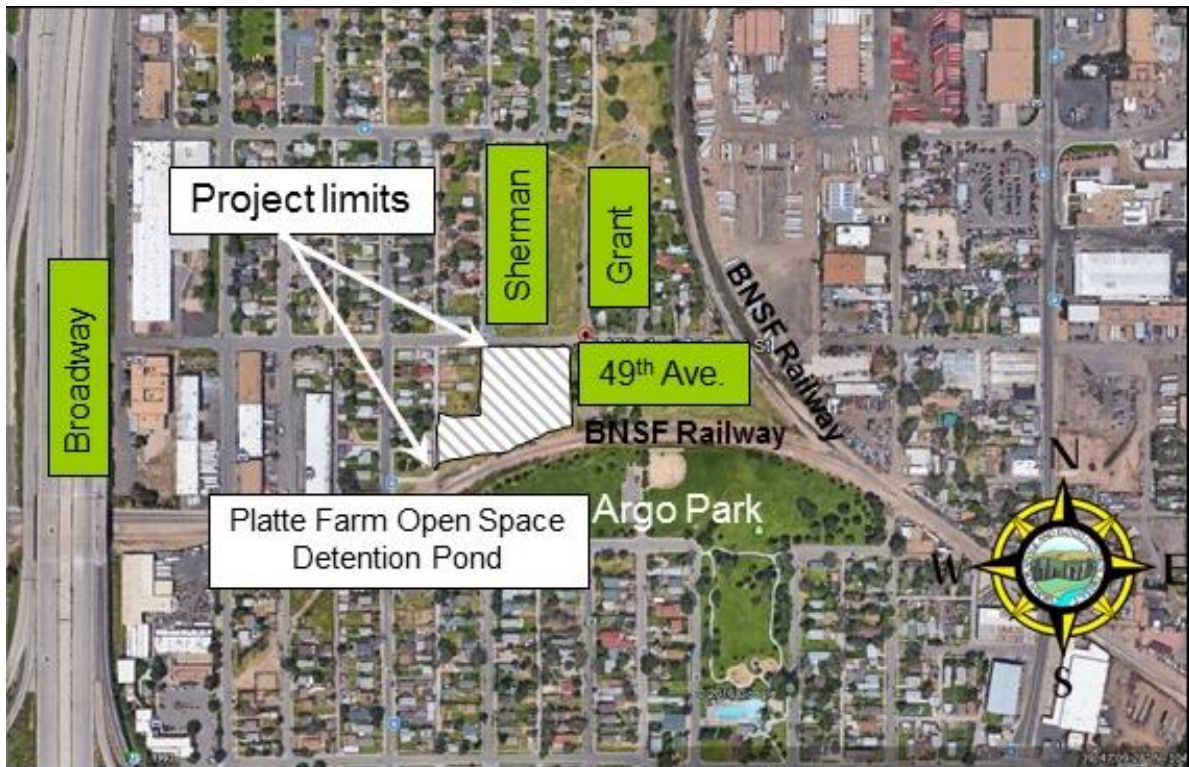 Project limits
Sherman
Grant
Broadway
BNSF Railway
49th Ave.
BNSF Railway
Platte Farm Open Space
Detention Pond
Argo Park
N
W
E
S